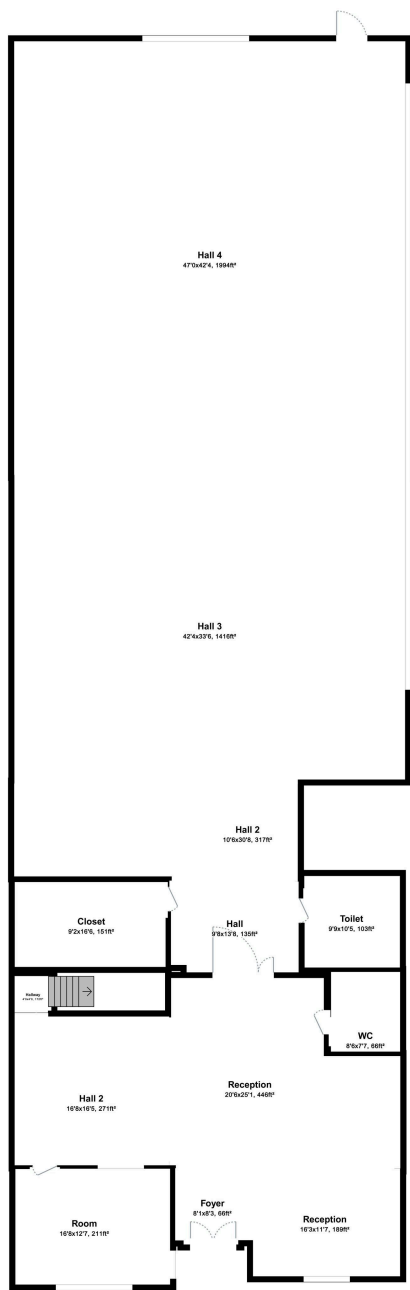 Hall 4
47'0x42'4, 1994ft²
Hall 3
42'4x33'6, 1416ft²
Hall 2
10'6x30'8, 317ft²
Closet
9'2x16'6, 151ft²
Hall
9'8x13'8, 135ft²
Toilet
9'9x10'5, 103ft²
Hallway
WC
8'6x7'7, 66ft²
Reception
20'6x25'1, 446ft²
Hall 2
16'8x16'5, 271ft²
Foyer
8'1x8'3, 66ft²
Room
16'8x12'7, 211ft²
Reception
16'3x11'7, 189ft²